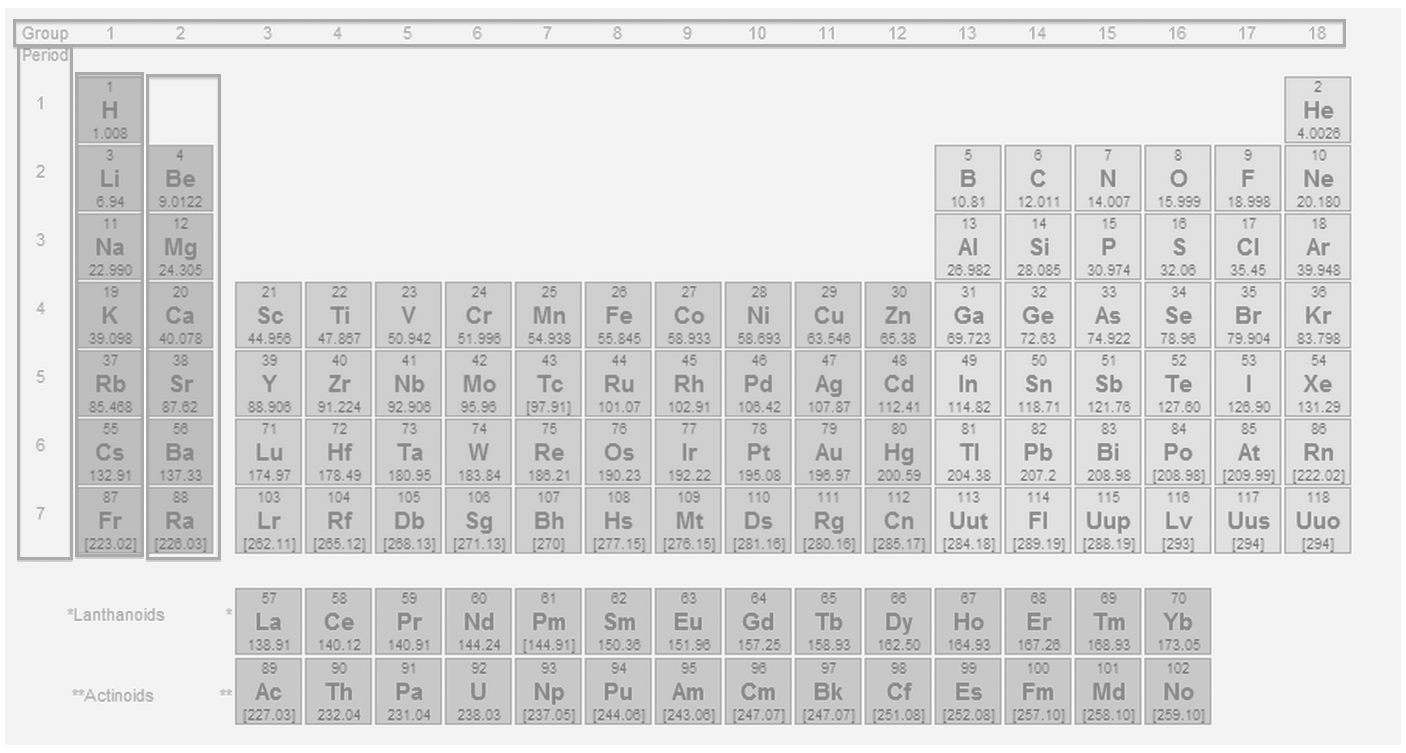 Group 1 2 3 4 5 6 7 8 9 10 11 12 13 14 15 16 17 18
Period
1 2
1 H He
1.008 4.0026
3 4 5 6 7 8 9 10
2 Li Be B C N O F Ne
6.94 9.0122 10.81 12.011 14.007 15.999 18.998 20.180
11 12 13 14 15 16 17 18
3 Na Mg Al Si P S Cl Ar
22.990 24.305 26.982 28.085 30.974 32.06 35.45 39.948
19 20 21 22 23 24 25 26 27 28 29 30 31 32 33 34 35 36
4 K Ca Sc Ti V Cr Mn Fe Co Ni Cu Zn Ga Ge As Se Br Kr
39.098 40.078 44.956 47.867 50.942 51.996 54.938 55.845 58.933 58.693 63.546 65.38 69.723 72.63 74.922 78.96 79.904 83.798
37 38 39 40 41 42 43 44 45 46 47 48 49 50 51 52 53 54
5 Rb Sr Y Zr Nb Mo Tc Ru Rh Pd Ag Cd In Sn Sb Te I Xe
85.468 87.62 88.906 91.224 92.906 95.96 [97.91] 101.07 102.91 106.42 107.87 112.41 114.82 118.71 121.76 127.60 126.90 131.29
55 56 71 72 73 74 75 76 77 78 79 80 81 82 83 84 85 86
6 Cs Ba Lu Hf Ta W Re Os Ir Pt Au Hg Tl Pb Bi Po At Rn
132.91 137.33 174.97 178.49 180.95 183.84 186.21 190.23 192.22 195.08 196.97 200.59 204.38 207.2 208.98 [208.98] [209.99] [222.02]
87 88 103 104 105 106 107 108 109 110 111 112 113 114 115 116 117 118
7 Fr Ra Lr Rf Db Sg Bh Hs Mt Ds Rg Cn Uut Fl Uup Lv Uus Uuo
[223.02] [226.03] [262.11] [265.12] [268.13] [271.13] [270] [277.15] [276.15] [281.16] [280.16] [285.17] [284.18] [289.19] [288.19] [293] [294] [294]
57 58 59 60 61 62 63 64 65 66 67 68 69 70
*Lanthanoids * La Ce Pr Nd Pm Sm Eu Gd Tb Dy Ho Er Tm Yb
138.91 140.12 140.91 144.24 [144.91] 150.36 151.96 157.25 158.93 162.50 164.93 167.26 168.93 173.05
89 90 91 92 93 94 95 96 97 98 99 100 101 102
**Actinoids ** Ac Th Pa U Np Pu Am Cm Bk Cf Es Fm Md No
[227.03] 232.04 231.04 238.03 [237.05] [244.06] [243.06] [247.07] [247.07] [251.08] [252.08] [257.10] [258.10] [259.10]